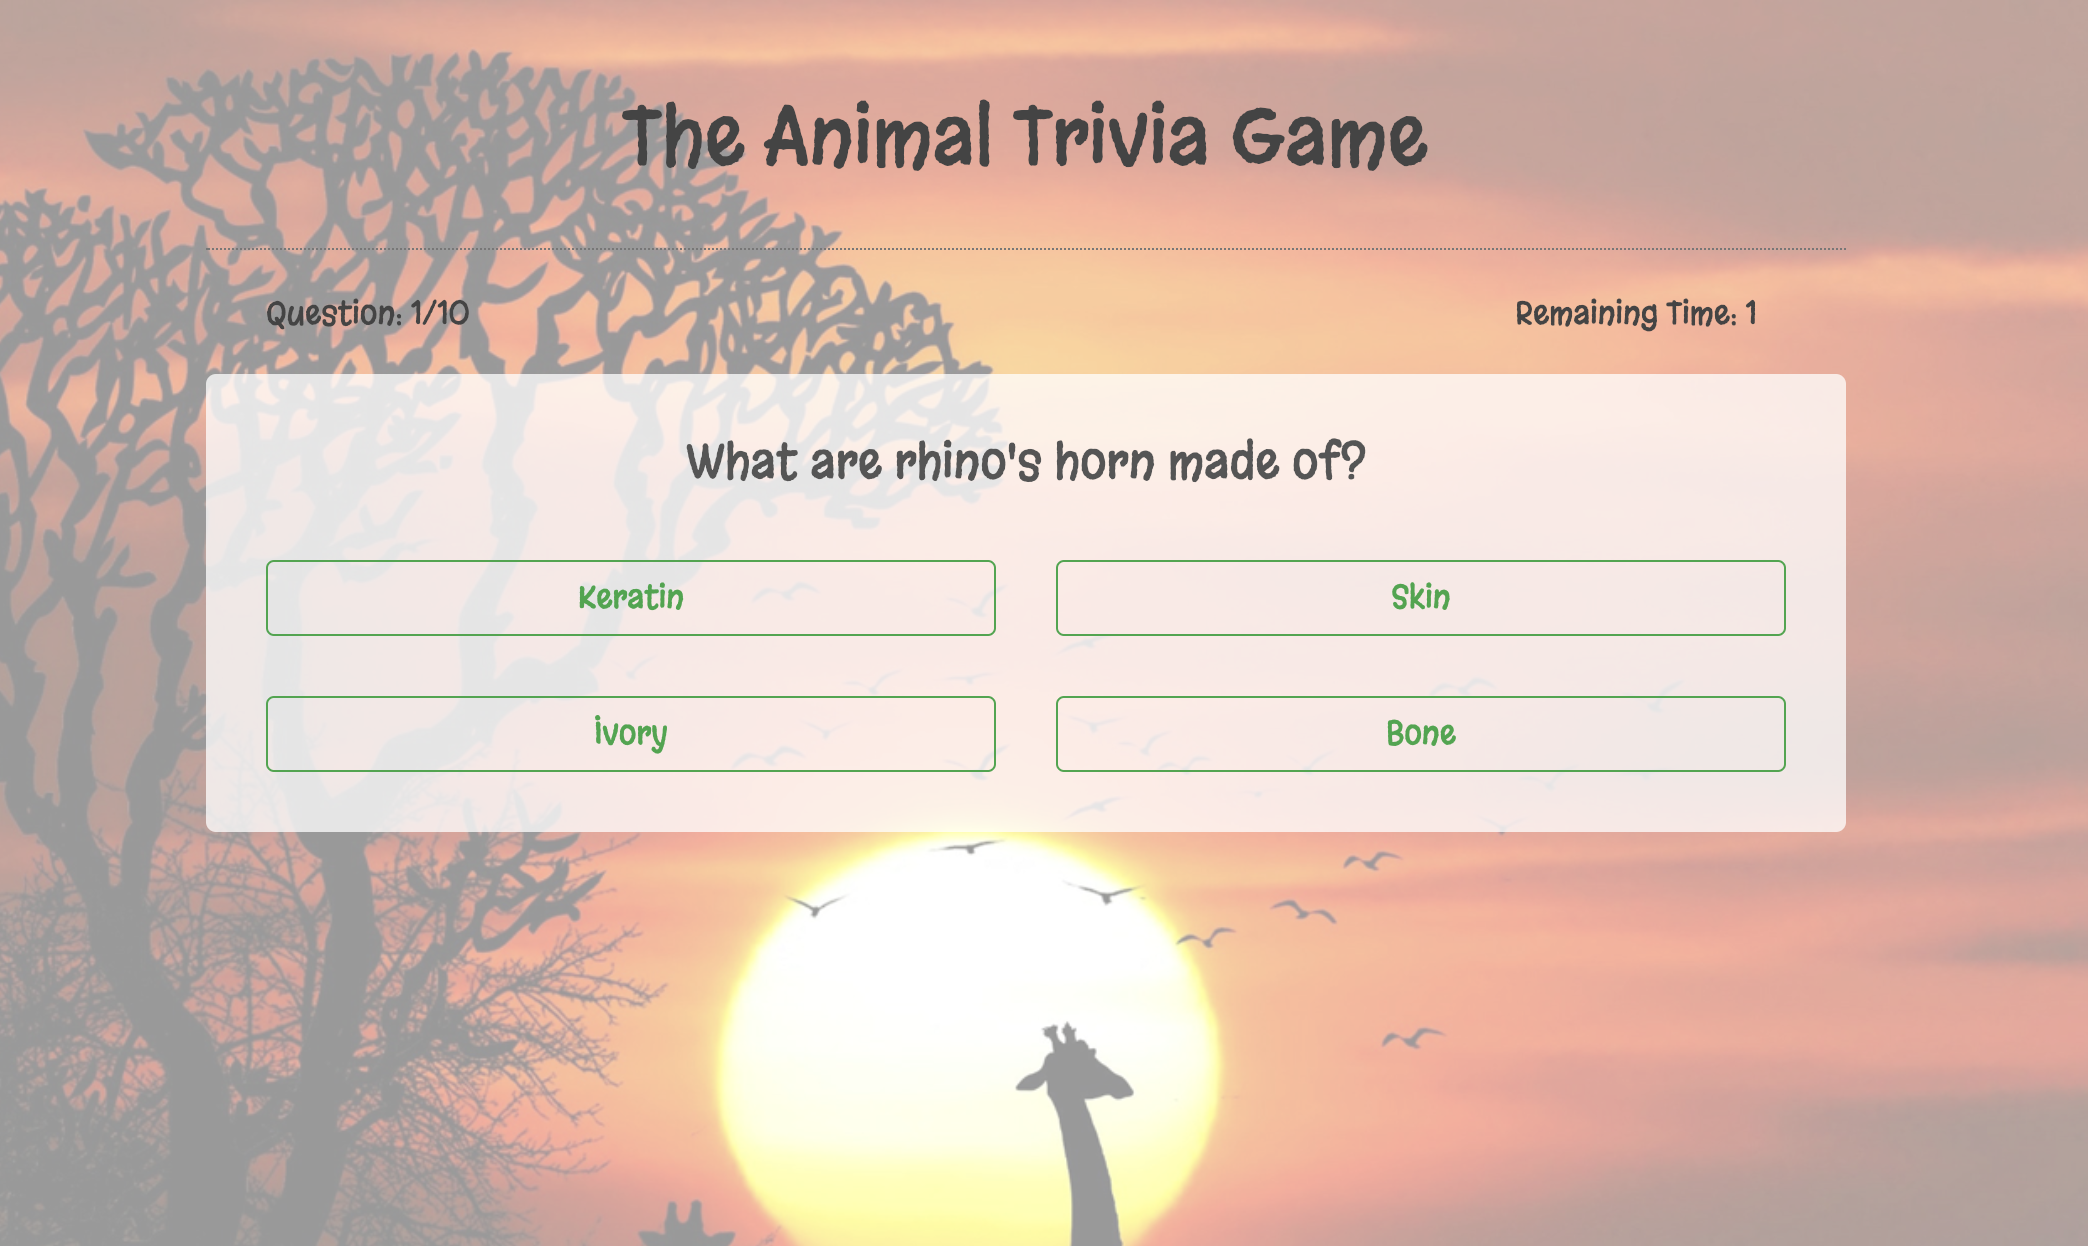 The Animal Trivia Game
Question: 1/10
Remaining Time: 1
What are rhino's horn made of?
Keratin
Skin
İvory
Bone